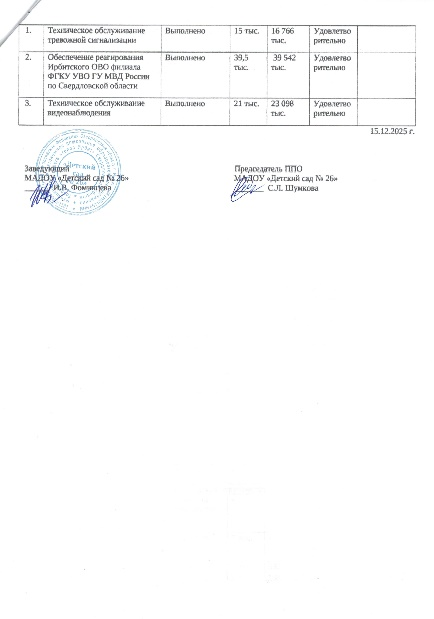 1. Техническое обслуживание Выполнено 15 тыс. 16 766 Удовлетво
тревожной сигнализации тыс. рительно
2. Обеспечение реагирования Выполнено 39,5 39 542 Удовлетво
Ирбитского ОВО филиала тыс. тыс. рительно
ФГКУ УВО ГУ МВД России
по Свердловской области
3. Техническое обслуживание Выполнено 21 тыс. 23 098 Удовлетво
видеонаблюдения тыс. рительно
15.12.2025 г.
Заведующий Председатель ППО
МАДОУ «Детский сад № 26» МАДОУ «Детский сад № 26»
И.В. Фоминцева С.Л. Шумкова